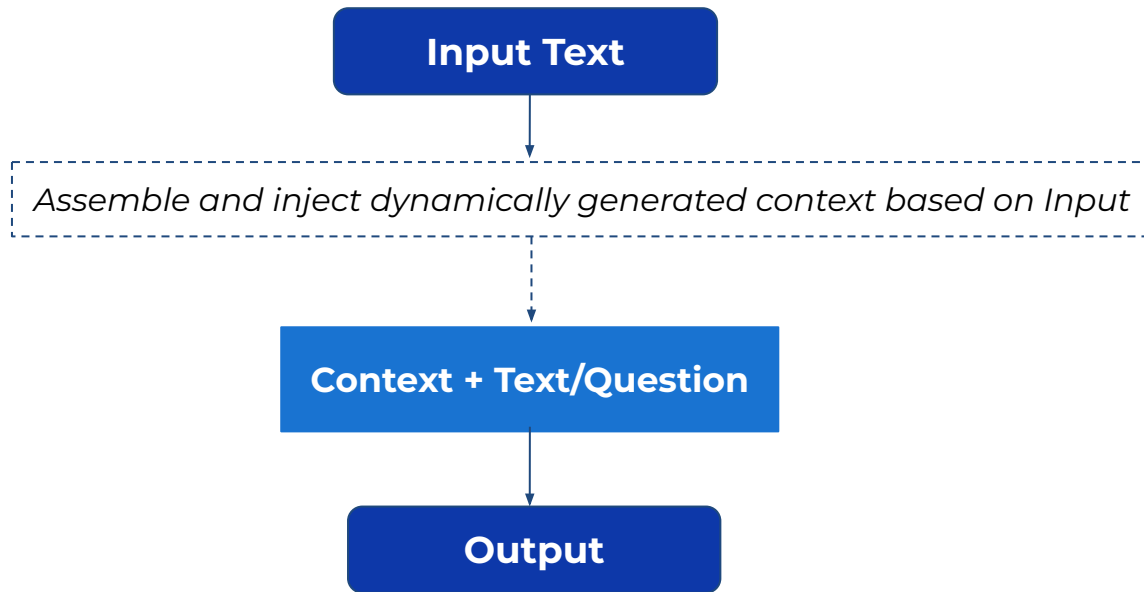 Input Text
Assemble and inject dynamically generated context based on Input
Context + Text/Question
Output